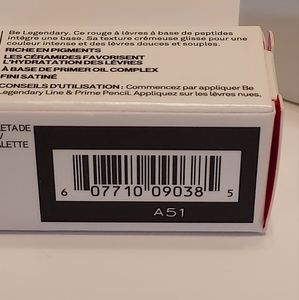 Be Legendary. Ce rouge à lèvres à base de peptides
intègre une base. Sa texture crémeuse glisse pour une
couleur intense et des lèvres douces et souples.
RICHE EN PIGMENTS
LES CÉRAMIDES FAVORISENT
L'HYDRATATION DES LÈVRES
À BASE DE PRIMER OIL COMPLEX
FINI SATINÉ
CONSEILS D'UTILISATION : Commencez par appliquer Be
Legendary Line & Prime Pencil. Appliquez sur les lèvres nues.
ETA DE
ALETTE
6 07710 09038 5
A51